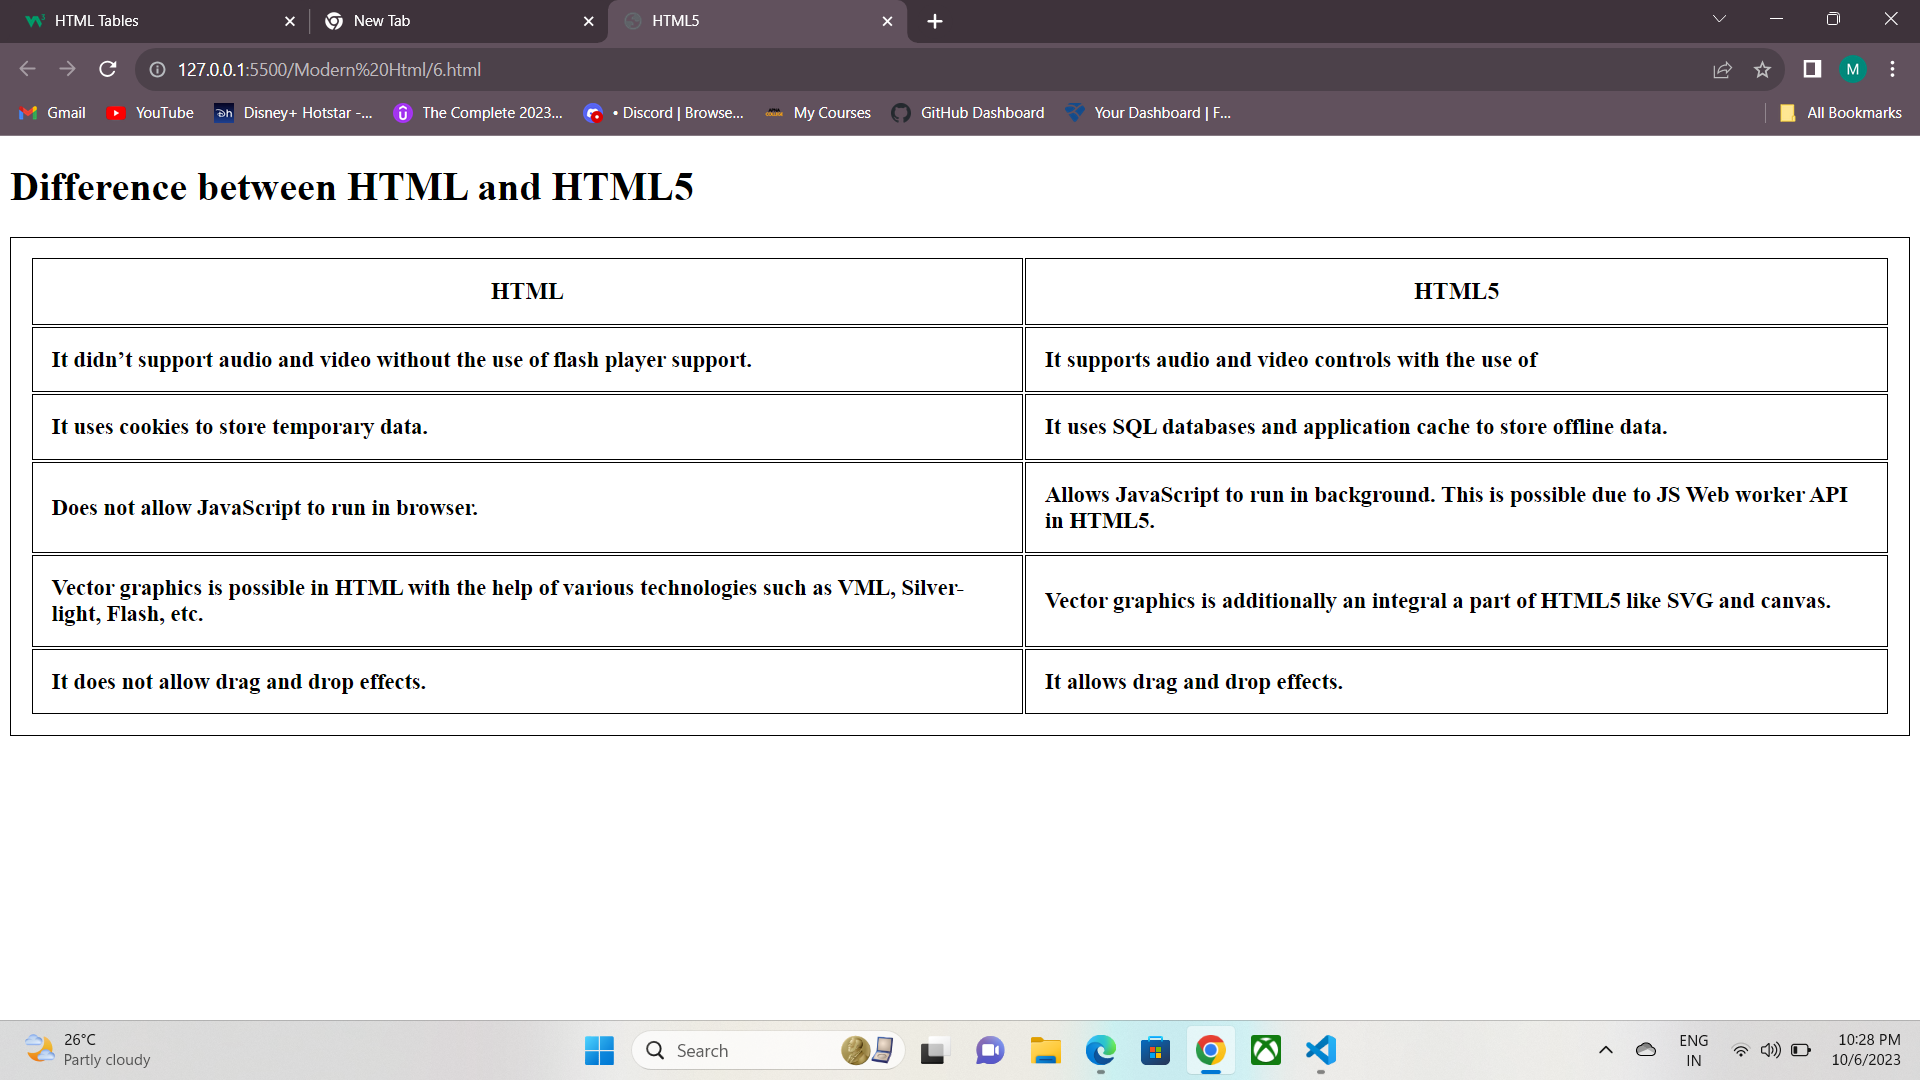 HTML Tables
New Tab
HTML5
127.0.0.1:5500/Modern%20Html/6.html
M
Gmail
YouTube
Disney+ Hotstar -...
The Complete 2023...
• Discord | Browse...
My Courses
GitHub Dashboard
Your Dashboard | F...
All Bookmarks
Difference between HTML and HTML5
HTML
HTML5
It didn’t support audio and video without the use of flash player support.
It supports audio and video controls with the use of
It uses cookies to store temporary data.
It uses SQL databases and application cache to store offline data.
Does not allow JavaScript to run in browser.
Allows JavaScript to run in background. This is possible due to JS Web worker API
in HTML5.
Vector graphics is possible in HTML with the help of various technologies such as VML, Silver-
light, Flash, etc.
Vector graphics is additionally an integral a part of HTML5 like SVG and canvas.
It does not allow drag and drop effects.
It allows drag and drop effects.
26°C
Partly cloudy
Search
ENG
IN
10:28 PM
10/6/2023